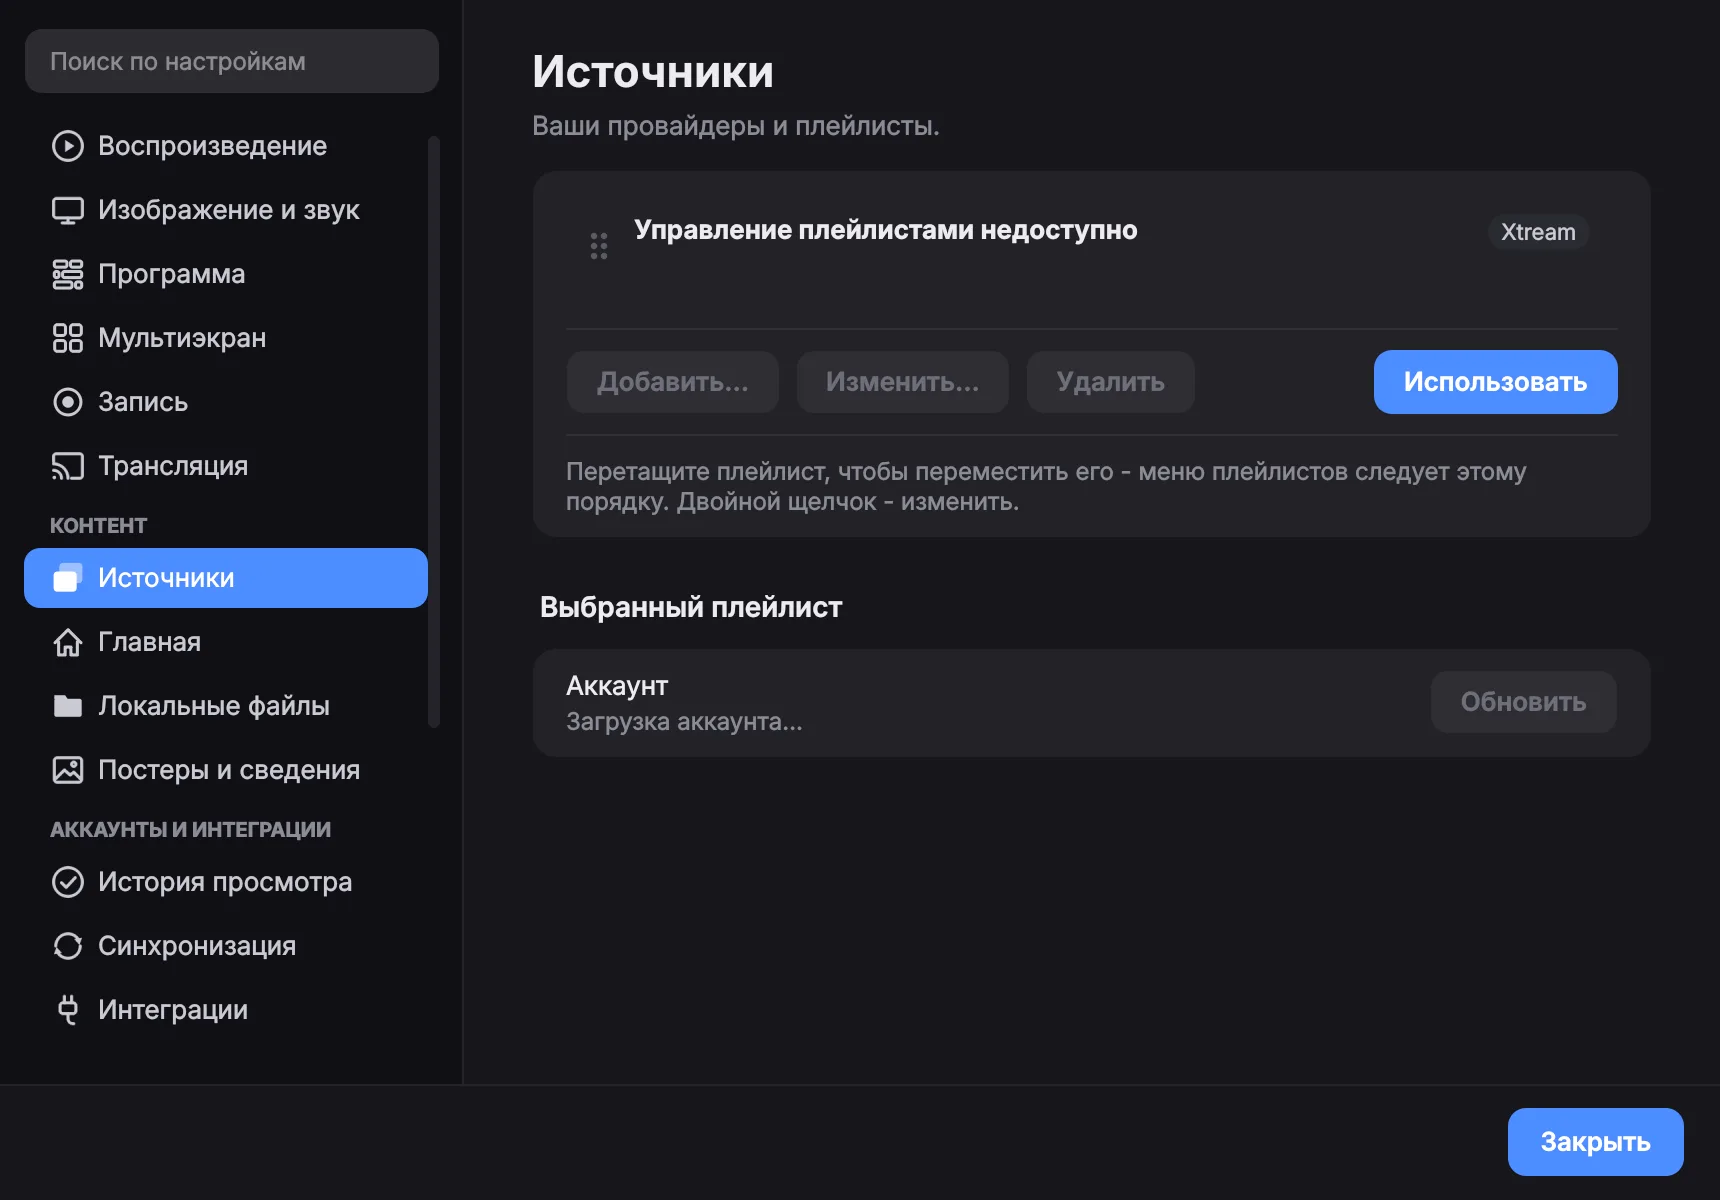 Поиск по настройкам
Воспроизведение
Изображение и звук
Программа
Мультиэкран
Запись
Трансляция
КОНТЕНТ
Источники
Главная
Локальные файлы
Постеры и сведения
АККАУНТЫ И ИНТЕГРАЦИИ
История просмотра
Синхронизация
Интеграции
Источники
Ваши провайдеры и плейлисты.
Управление плейлистами недоступно
Xtream
Добавить...
Изменить...
Удалить
Использовать
Перетащите плейлист, чтобы переместить его - меню плейлистов следует этому
порядку. Двойной щелчок - изменить.
Выбранный плейлист
Аккаунт
Загрузка аккаунта...
Обновить
Закрыть